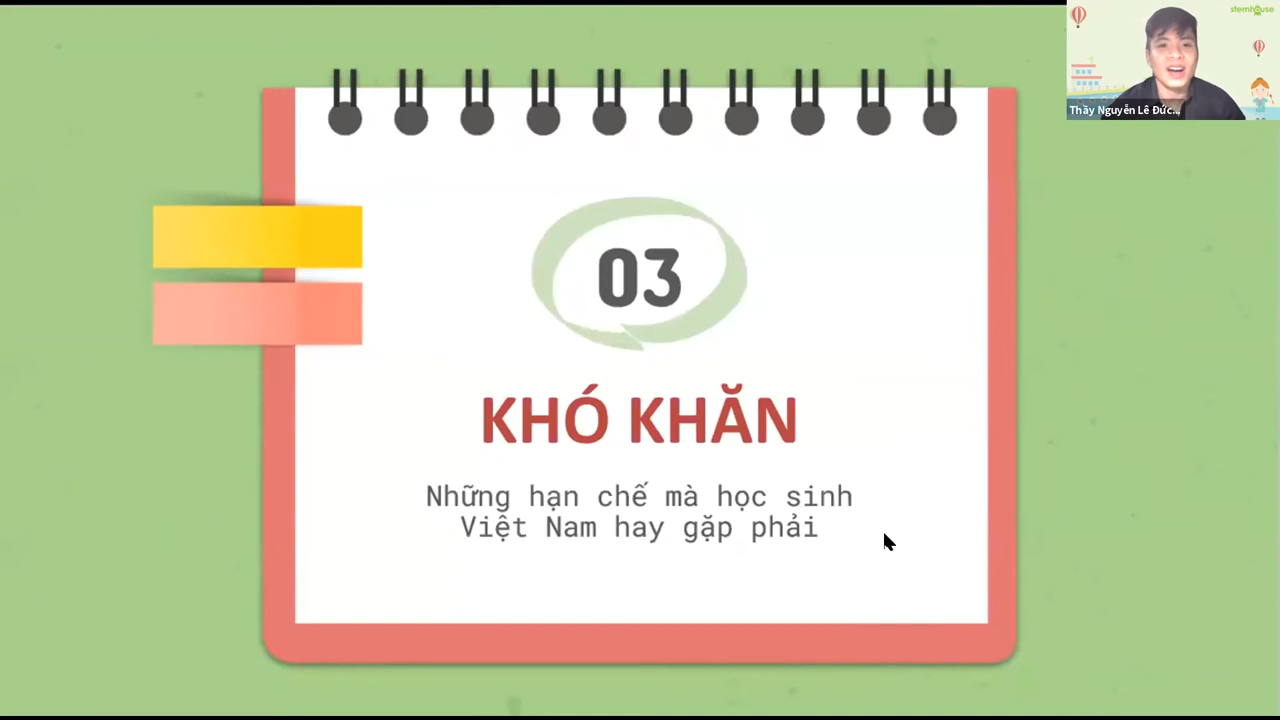 stemhouse
Thầy Nguyễn Lê Đức...
03
KHÓ KHĂN
Những hạn chế mà học sinh
Việt Nam hay gặp phải